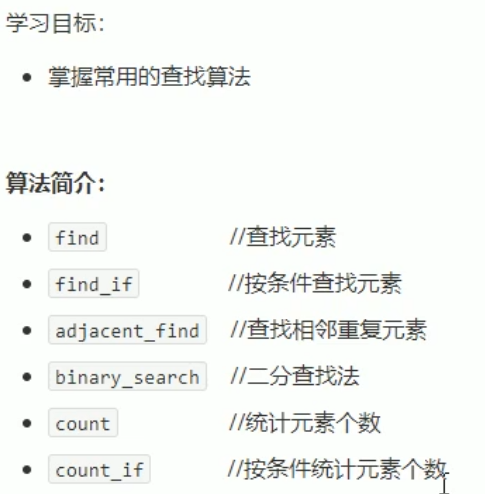 学习目标：
掌握常用的查找算法
算法简介：
find //查找元素
find_if //按条件查找元素
adjacent_find //查找相邻重复元素
binary_search //二分查找法
count //统计元素个数
count_if //按条件统计元素个数